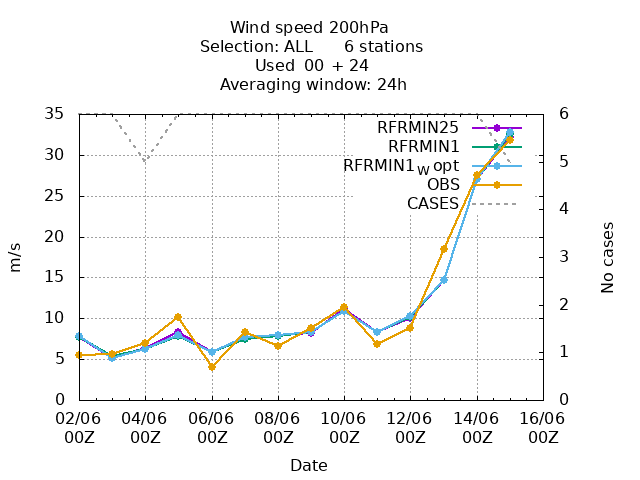 Wind speed 200hPa
Selection: ALL 6 stations
Used 00 + 24
Averaging window: 24h
35
30
25
20
15
10
5
0
m/s
6
5
4
3
2
1
0
No cases
RFRMIN25
RFRMIN1
RFRMIN1W opt
OBS
CASES
02/06 04/06 06/06 08/06 10/06 12/06 14/06 16/06
00Z 00Z 00Z 00Z 00Z 00Z 00Z 00Z
Date